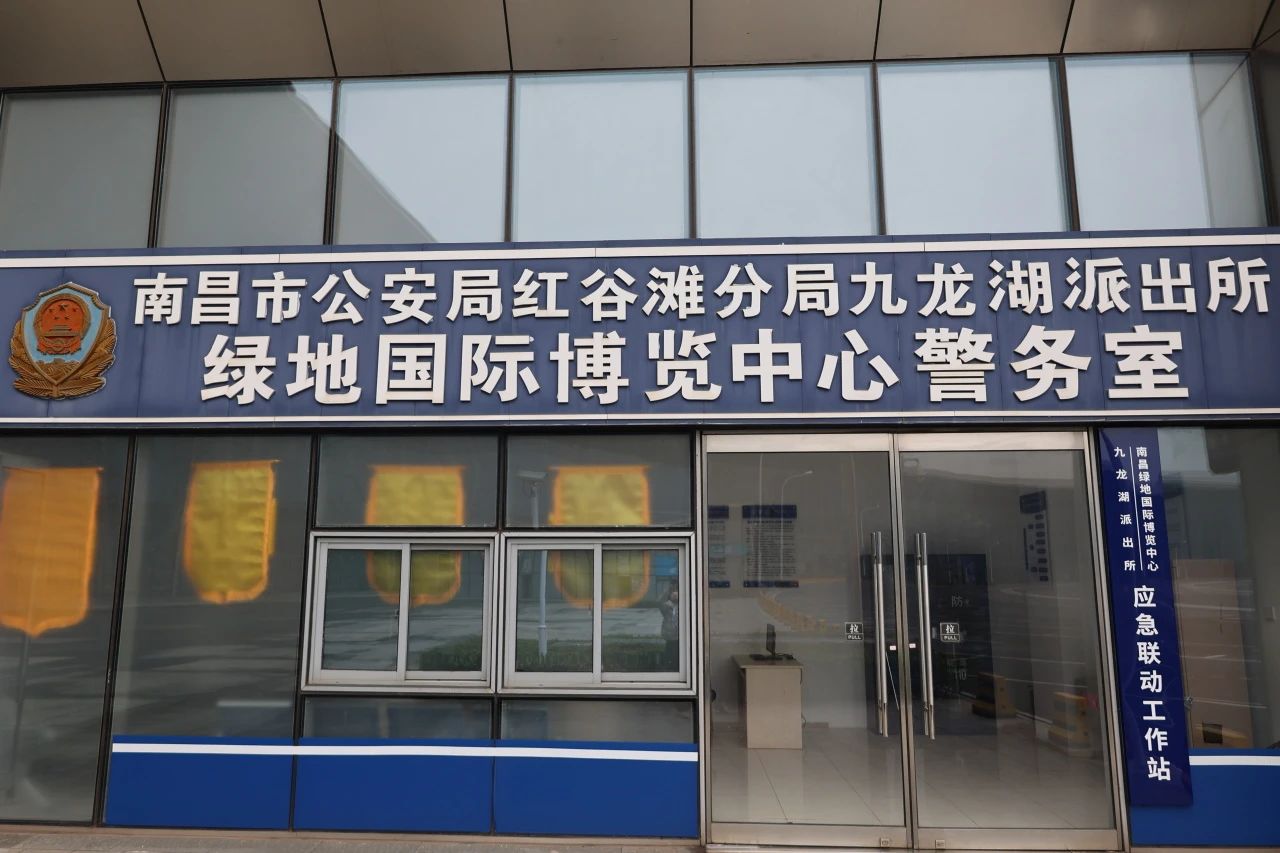 南昌市公安局红谷滩分局九龙湖派出所
绿地国际博览中心警务室
南昌绿地国际博览中心
九龙湖派出所
应急联动工作站
拉
PULL
拉
PULL
防